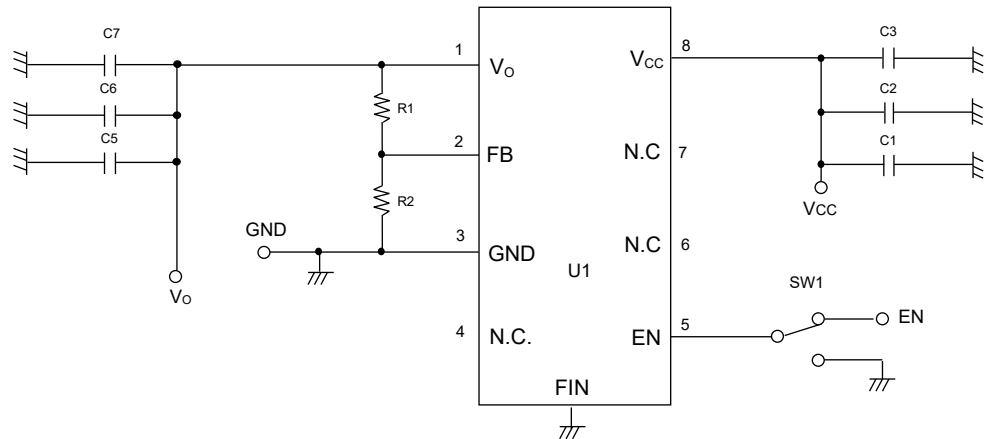 C7
C6
C5
Vo
GND
R1
R2
1
2
3
4
Vo
FB
GND
N.C.
U1
FIN
Vcc
N.C
N.C
EN
8
7
6
5
C3
C2
C1
Vcc
SW1
EN